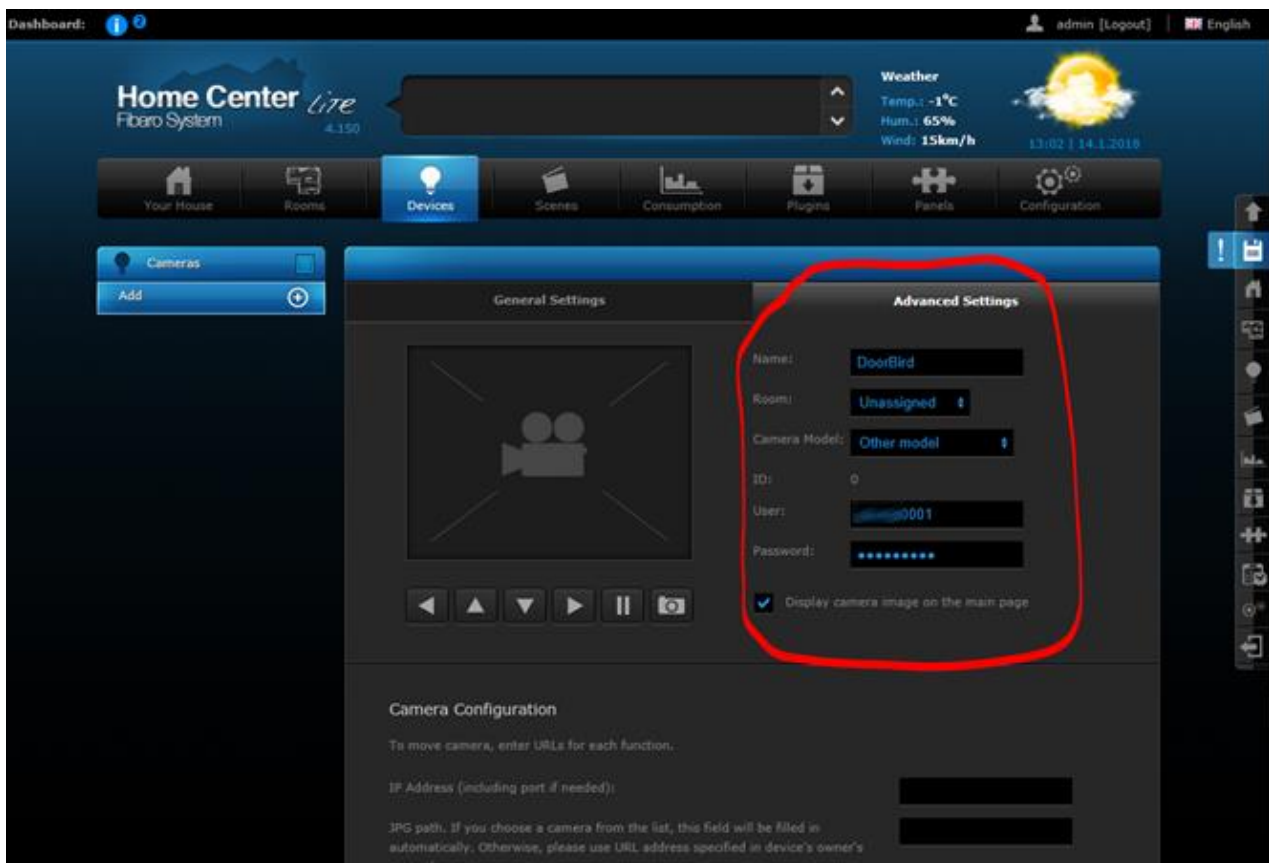 Dashboard:
admin [Logout]
English
Home Center Lite
Fibaro System
4.150
Weather
Temp.: -1°C
Hum.: 65%
Wind: 15km/h
13:02 | 14.1.2018
Your House
Rooms
Devices
Scenes
Consumption
Plugins
Panels
Configuration
!
Cameras
Add
General Settings
Advanced Settings
Name:
DoorBird
Room:
Unassigned
Camera Model:
Other model
ID:
0
User:
0001
Password:
•••••••••
Display camera image on the main page
Camera Configuration
To move camera, enter URLs for each function.
IP Address (including port if needed):
JPG path. If you choose a camera from the list, this field will be filled in
automatically. Otherwise, please use URL address specified in device's owner's